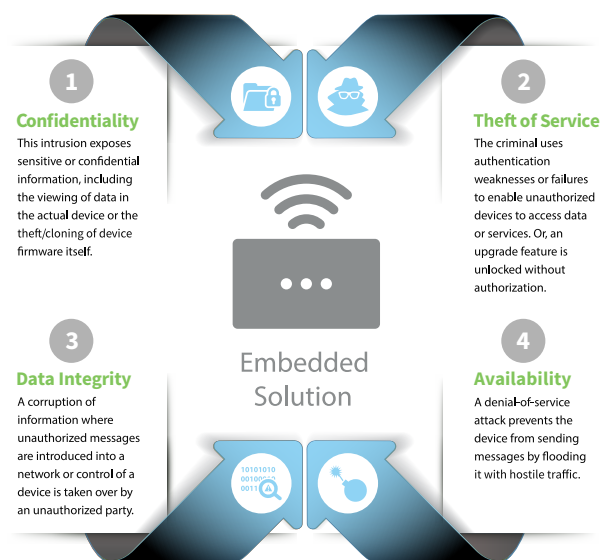 1
Confidentiality
This intrusion exposes
sensitive or confidential
information, including
the viewing of data in
the actual device or the
theft/cloning of device
firmware itself.
2
Theft of Service
The criminal uses
authentication
weaknesses or failures
to enable unauthorized
devices to access data
or services. Or, an
upgrade feature is
unlocked without
authorization.
Embedded
Solution
3
Data Integrity
A corruption of
information where
unauthorized messages
are introduced into a
network or control of a
device is taken over by
an unauthorized party.
4
Availability
A denial-of-service
attack prevents the
device from sending
messages by flooding
it with hostile traffic.
10101010